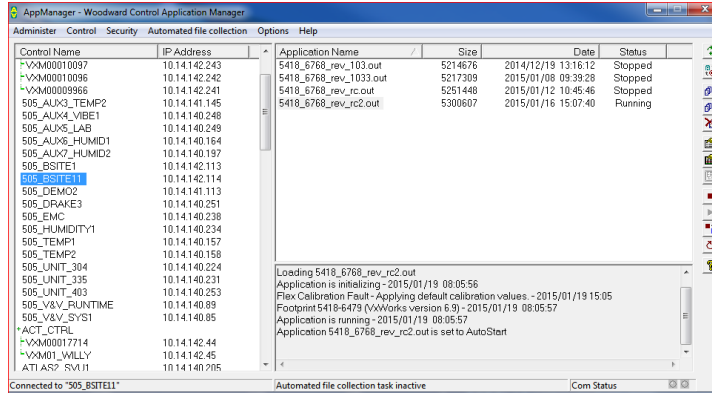 AppManager - Woodward Control Application Manager
Administer Control Security Automated file collection Options Help
Control Name IP Address
VXM00010097 10.14.142.243
VXM00010096 10.14.142.242
VXM00009966 10.14.142.241
505_AUX3_TEMP2 10.14.141.145
505_AUX4_VIBE1 10.14.140.248
505_AUX5_LAB 10.14.140.249
505_AUX6_HUMID1 10.14.140.164
505_AUX7_HUMID2 10.14.140.197
505_BSITE1 10.14.142.113
505_BSITE11 10.14.142.114
505_DEMO2 10.14.141.113
505_DRAKE3 10.14.140.251
505_EMC 10.14.140.238
505_HUMIDITY1 10.14.140.234
505_TEMP1 10.14.140.157
505_TEMP2 10.14.140.158
505_UNIT_304 10.14.140.224
505_UNIT_335 10.14.140.231
505_UNIT_403 10.14.140.253
505_V&V_RUNTIME 10.14.140.89
505_V&V_SYS1 10.14.140.85
ACT_CTRL
VXM00017714 10.14.142.44
VXM01_WILLY 10.14.142.45
ATLAS2_SVU1 10.14.140.205
Application Name Size Date Status
5418_6768_rev_103.out 5214676 2014/12/19 13:16:12 Stopped
5418_6768_rev_1033.out 5217309 2015/01/08 09:39:28 Stopped
5418_6768_rev_rc.out 5251448 2015/01/12 10:45:46 Stopped
5418_6768_rev_rc2.out 5300607 2015/01/16 15:07:40 Running
Loading 5418_6768_rev_rc2.out
Application is initializing - 2015/01/19 08:05:56
Flex Calibration Fault - Applying default calibration values. - 2015/01/19 15:05
Footprint 5418-6479 (VxWorks version 6.9) - 2015/01/19 08:05:57
Application is running - 2015/01/19 08:05:57
Application 5418_6768_rev_rc2.out is set to AutoStart
Connected to "505_BSITE11" Automated file collection task inactive Com Status